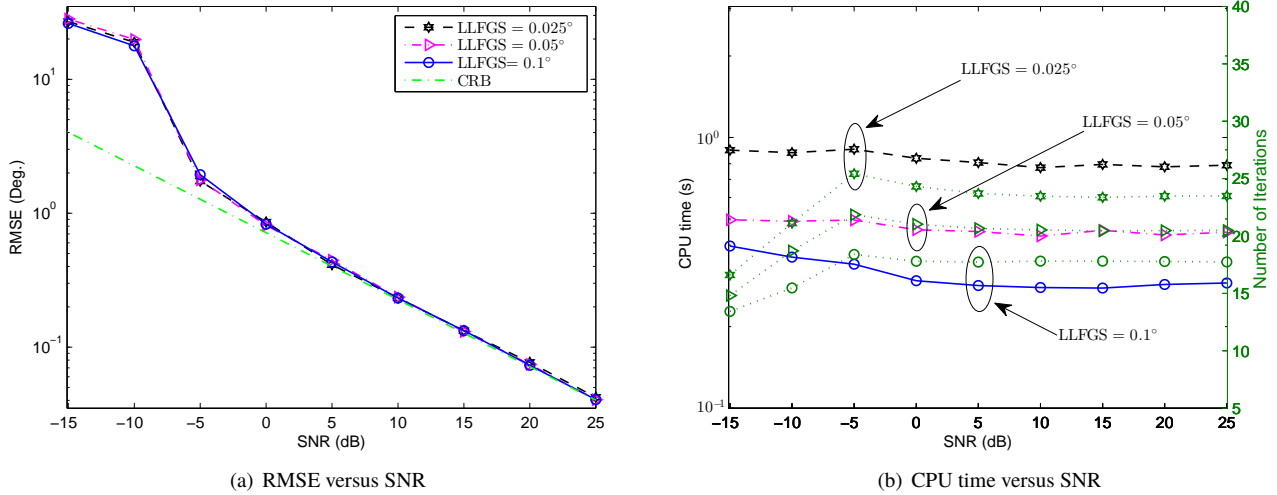 LLFGS = 0.025°
LLFGS = 0.05°
LLFGS= 0.1°
CRB
10^1
10^0
10^-1
RMSE (Deg.)
−15 −10 −5 0 5 10 15 20 25
SNR (dB)
(a) RMSE versus SNR
LLFGS = 0.025°
LLFGS = 0.05°
LLFGS = 0.1°
10^0
10^-1
CPU time (s)
40
35
30
25
20
15
10
5
Number of Iterations
−15 −10 −5 0 5 10 15 20 25
SNR (dB)
(b) CPU time versus SNR